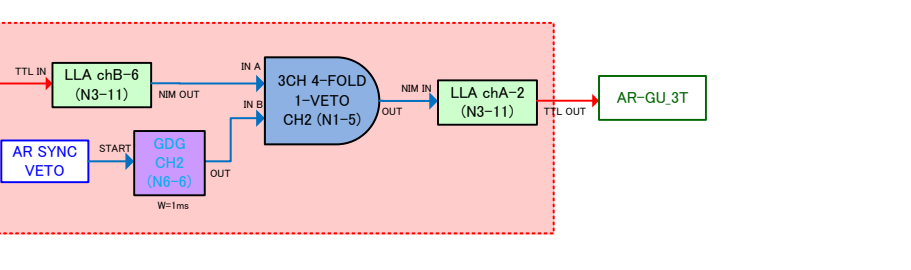 TTL IN
LLA chB-6
(N3-11)
NIM OUT
IN A
IN B
3CH 4-FOLD
1-VETO
CH2 (N1-5)
OUT
NIM IN
LLA chA-2
(N3-11)
TTL OUT
AR-GU_3T
AR SYNC
VETO
START
GDG
CH2
(N6-6)
OUT
W=1ms